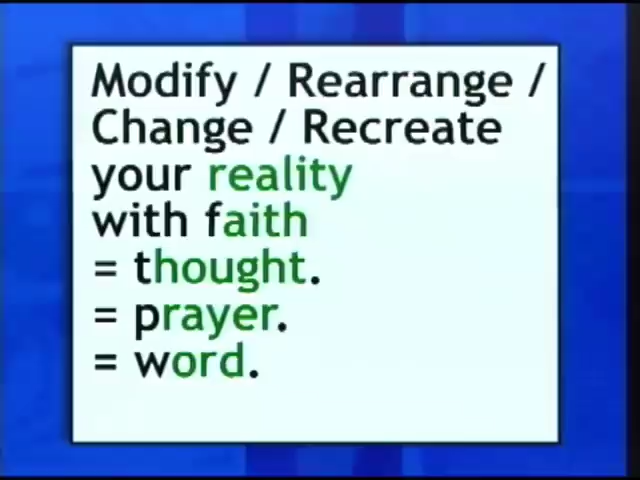 Modify / Rearrange /
Change / Recreate
your reality
with faith
= thought.
= prayer.
= word.